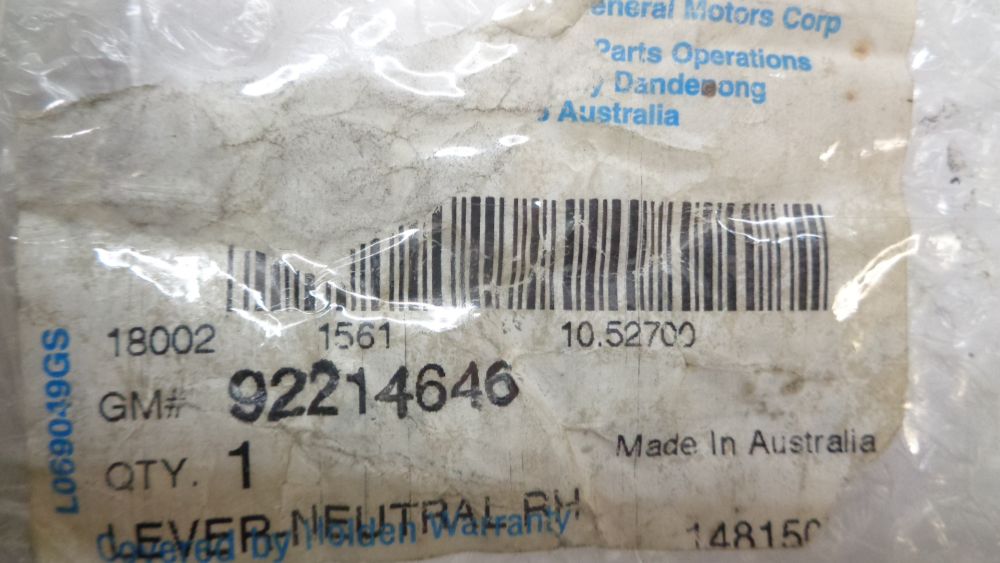 eneral Motors Corp
Parts Operations
y Dandenong
Australia
18002 1561 10.52700
GM# 92214646
QTY. 1
Made In Australia
LEVER-NEUTRAL RH
Covered by Holden Warranty
148150
L069049GS